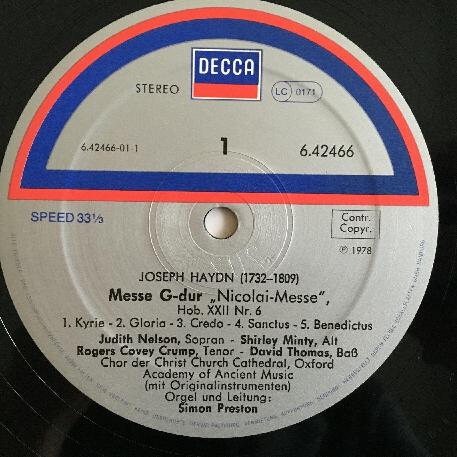 DECCA
STEREO
LC 0171
6.42466-01-1
1
6.42466
SPEED 33⅓
Contr.
Copyr.
℗ 1978
JOSEPH HAYDN (1732–1809)
Messe G-dur „Nicolai-Messe“,
Hob. XXII Nr. 6
1. Kyrie - 2. Gloria - 3. Credo - 4. Sanctus - 5. Benedictus
Judith Nelson, Sopran - Shirley Minty, Alt
Rogers Covey Crump, Tenor - David Thomas, Baß
Chor der Christ Church Cathedral, Oxford
Academy of Ancient Music
(mit Originalinstrumenten)
Orgel und Leitung:
Simon Preston